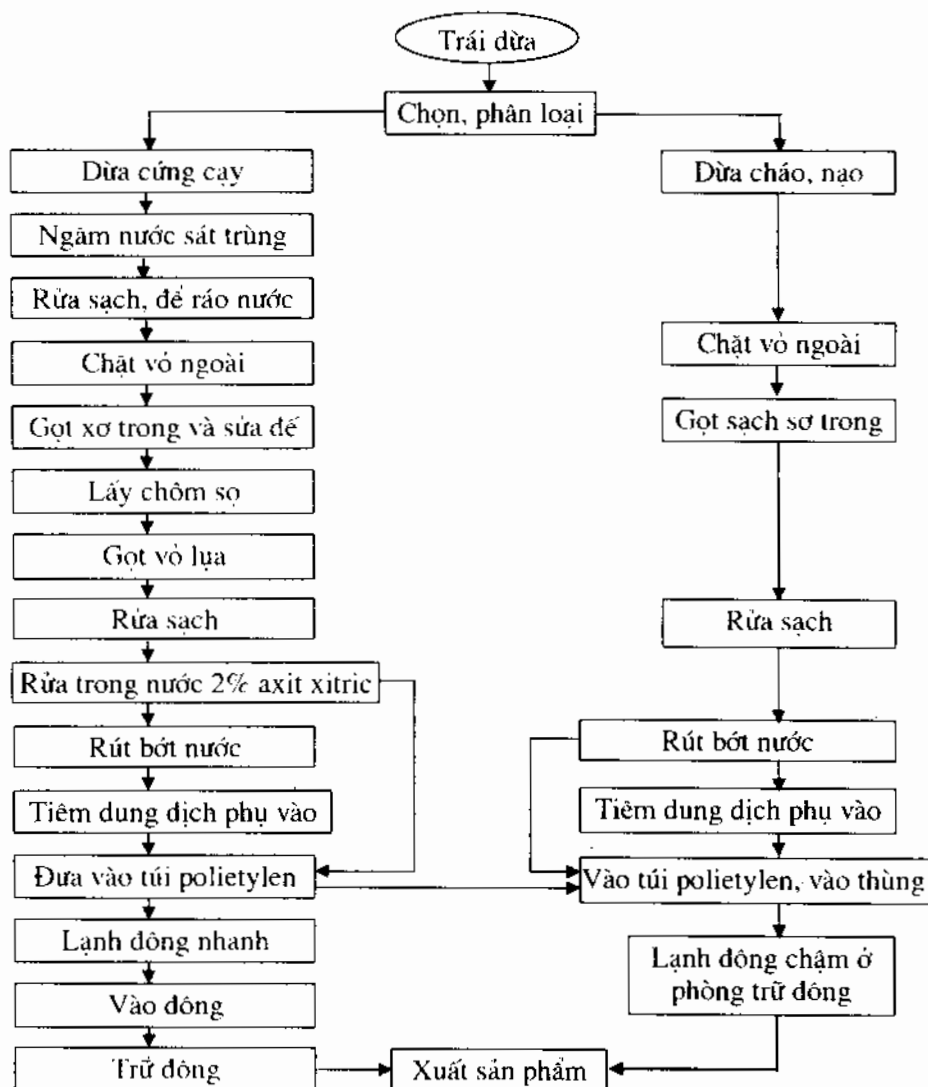 Trái dừa
Chọn, phân loại
Dừa cứng cạy
Ngâm nước sát trùng
Rửa sạch, để ráo nước
Chặt vỏ ngoài
Gọt xơ trong và sửa đế
Lấy chôm sọ
Gọt vỏ lụa
Rửa sạch
Rửa trong nước 2% axit xitric
Rút bớt nước
Tiêm dung dịch phụ vào
Đưa vào túi polietylen
Lạnh đông nhanh
Vào đông
Trữ đông
Dừa cháo, nạo
Chặt vỏ ngoài
Gọt sạch sơ trong
Rửa sạch
Rút bớt nước
Tiêm dung dịch phụ vào
Vào túi polietylen, vào thùng
Lạnh đông chậm ở
phòng trữ đông
Xuất sản phẩm